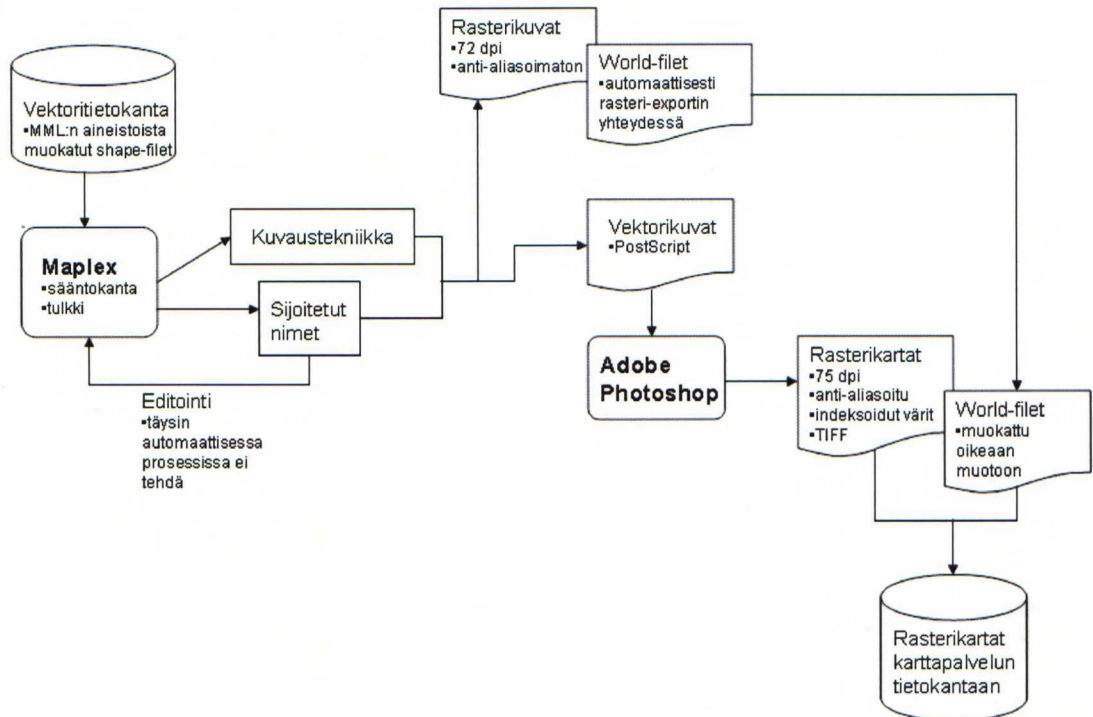 Vektoritietokanta
▪MML:n aineistoista
muokatut shape-filet
Maplex
▪sääntokanta
▪tulkki
Kuvaustekniikka
Sijoitetut
nimet
Editointi
▪täysin
automaattisessa
prosessissa ei
tehdä
Rasterikuvat
▪72 dpi
▪anti-aliasoimaton
World-filet
▪automaattisesti
rasteri-exportin
yhteydessä
Vektorikuvat
▪PostScript
Adobe
Photoshop
Rasterikartat
▪75 dpi
▪anti-aliasoitu
▪indeksoidut värit
▪TIFF
World-filet
▪muokattu
oikeaan
muotoon
Rasterikartat
karttapalvelun
tietokantaan